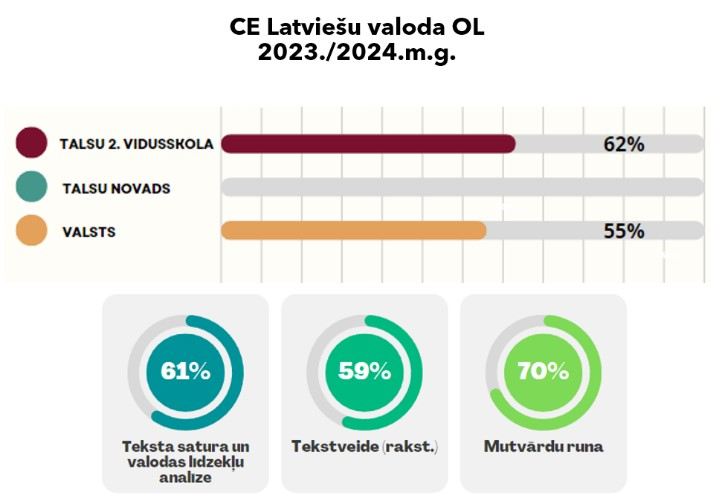 CE Latviešu valoda OL
2023./2024.m.g.
TALSU 2. VIDUSSKOLA
62%
TALSU NOVADS
VALSTS
55%
61%
Teksta satura un
valodas līdzekļu
analīze
59%
Tekstveide (rakst.)
70%
Mutvārdu runa